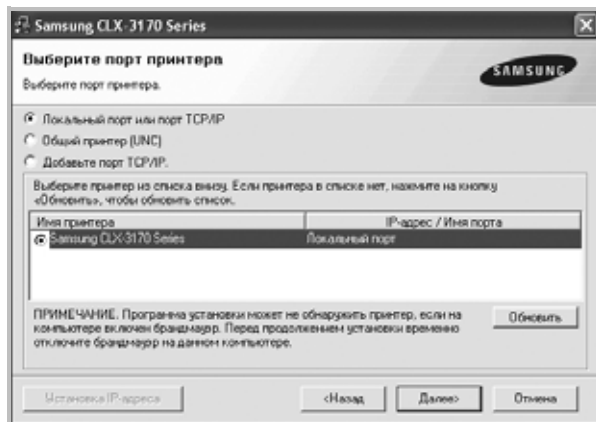 Samsung CLX-3170 Series
Выберите порт принтера
Выберите порт принтера.
SAMSUNG
Локальный порт или порт TCP/IP
Общий принтер (UNC)
Добавьте порт TCP/IP.
Выберите принтер из списка внизу. Если принтера в списке нет, нажмите на кнопку
«Обновить», чтобы обновить список.
Имя принтера IP-адрес / Имя порта
Samsung CLX-3170 Series Локальный порт
ПРИМЕЧАНИЕ. Программа установки может не обнаружить принтер, если на
компьютере включен брандмауэр. Перед продолжением установки временно
отключите брандмауэр на данном компьютере.
Обновить
Установка IP-адреса <Назад Далее> Отмена